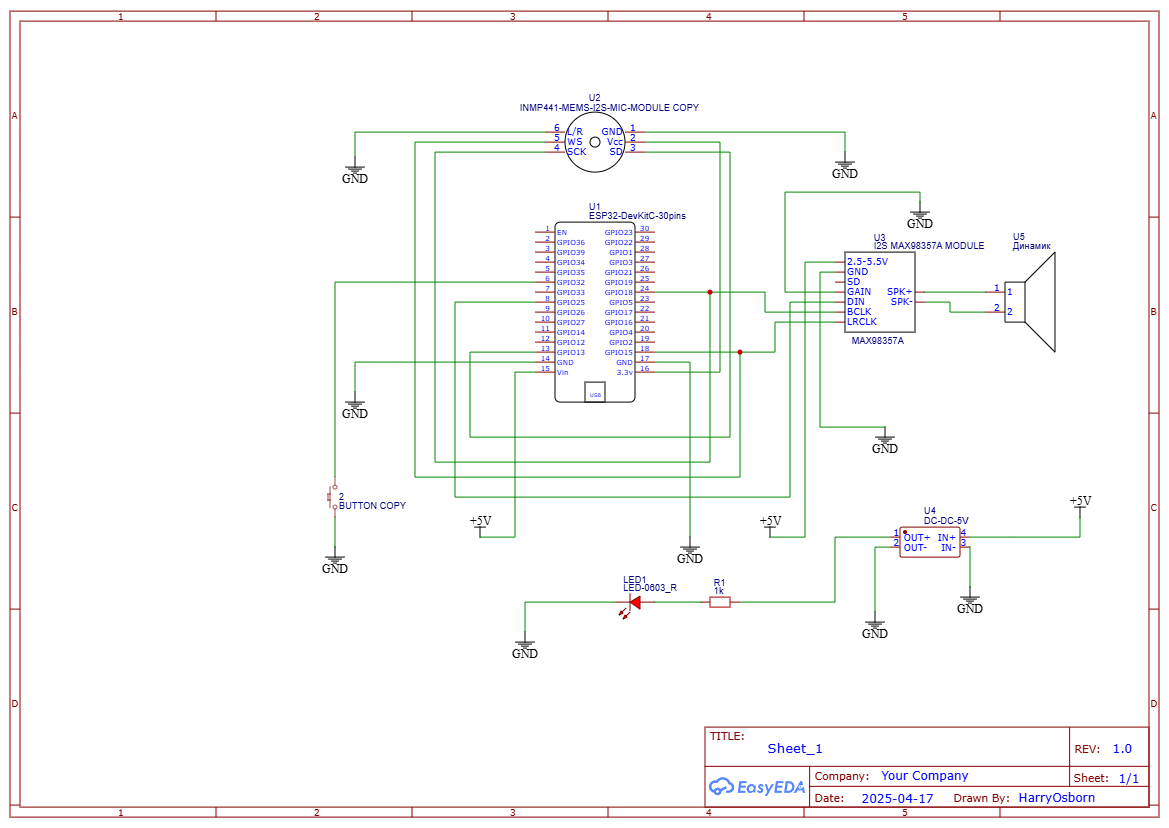 1 2 3 4 5
A A
B B
C C
D D
U2
INMP441-MEMS-I2S-MIC-MODULE COPY
6 L/R GND 1
5 WS Vcc 2
4 SCK SD 3
GND
GND
U1
ESP32-DevKitC-30pins
1 EN GPIO23 30
2 GPIO36 GPIO22 29
3 GPIO39 GPIO1 28
4 GPIO34 GPIO3 27
5 GPIO35 GPIO21 26
6 GPIO32 GPIO19 25
7 GPIO33 GPIO18 24
8 GPIO25 GPIO5 23
9 GPIO26 GPIO17 22
10 GPIO27 GPIO16 21
11 GPIO14 GPIO4 20
12 GPIO12 GPIO2 19
13 GPIO13 GPIO15 18
14 GND GND 17
15 Vin 3.3v 16
USB
GND
GND
U3
I2S MAX98357A MODULE
2.5-5.5V
GND
SD
GAIN SPK+
DIN SPK-
BCLK
LRCLK
MAX98357A
U5
Динамик
1 1
2 2
GND
GND
2
BUTTON COPY
GND
+5V
+5V
+5V
U4
DC-DC-5V
1 OUT+ IN+ 4
2 OUT- IN- 3
GND
GND
LED1
LED-0603_R
R1
1k
GND
TITLE:
Sheet_1
REV: 1.0
EasyEDA
Company: Your Company
Sheet: 1/1
Date: 2025-04-17 Drawn By: HarryOsborn
1 2 3 4 5